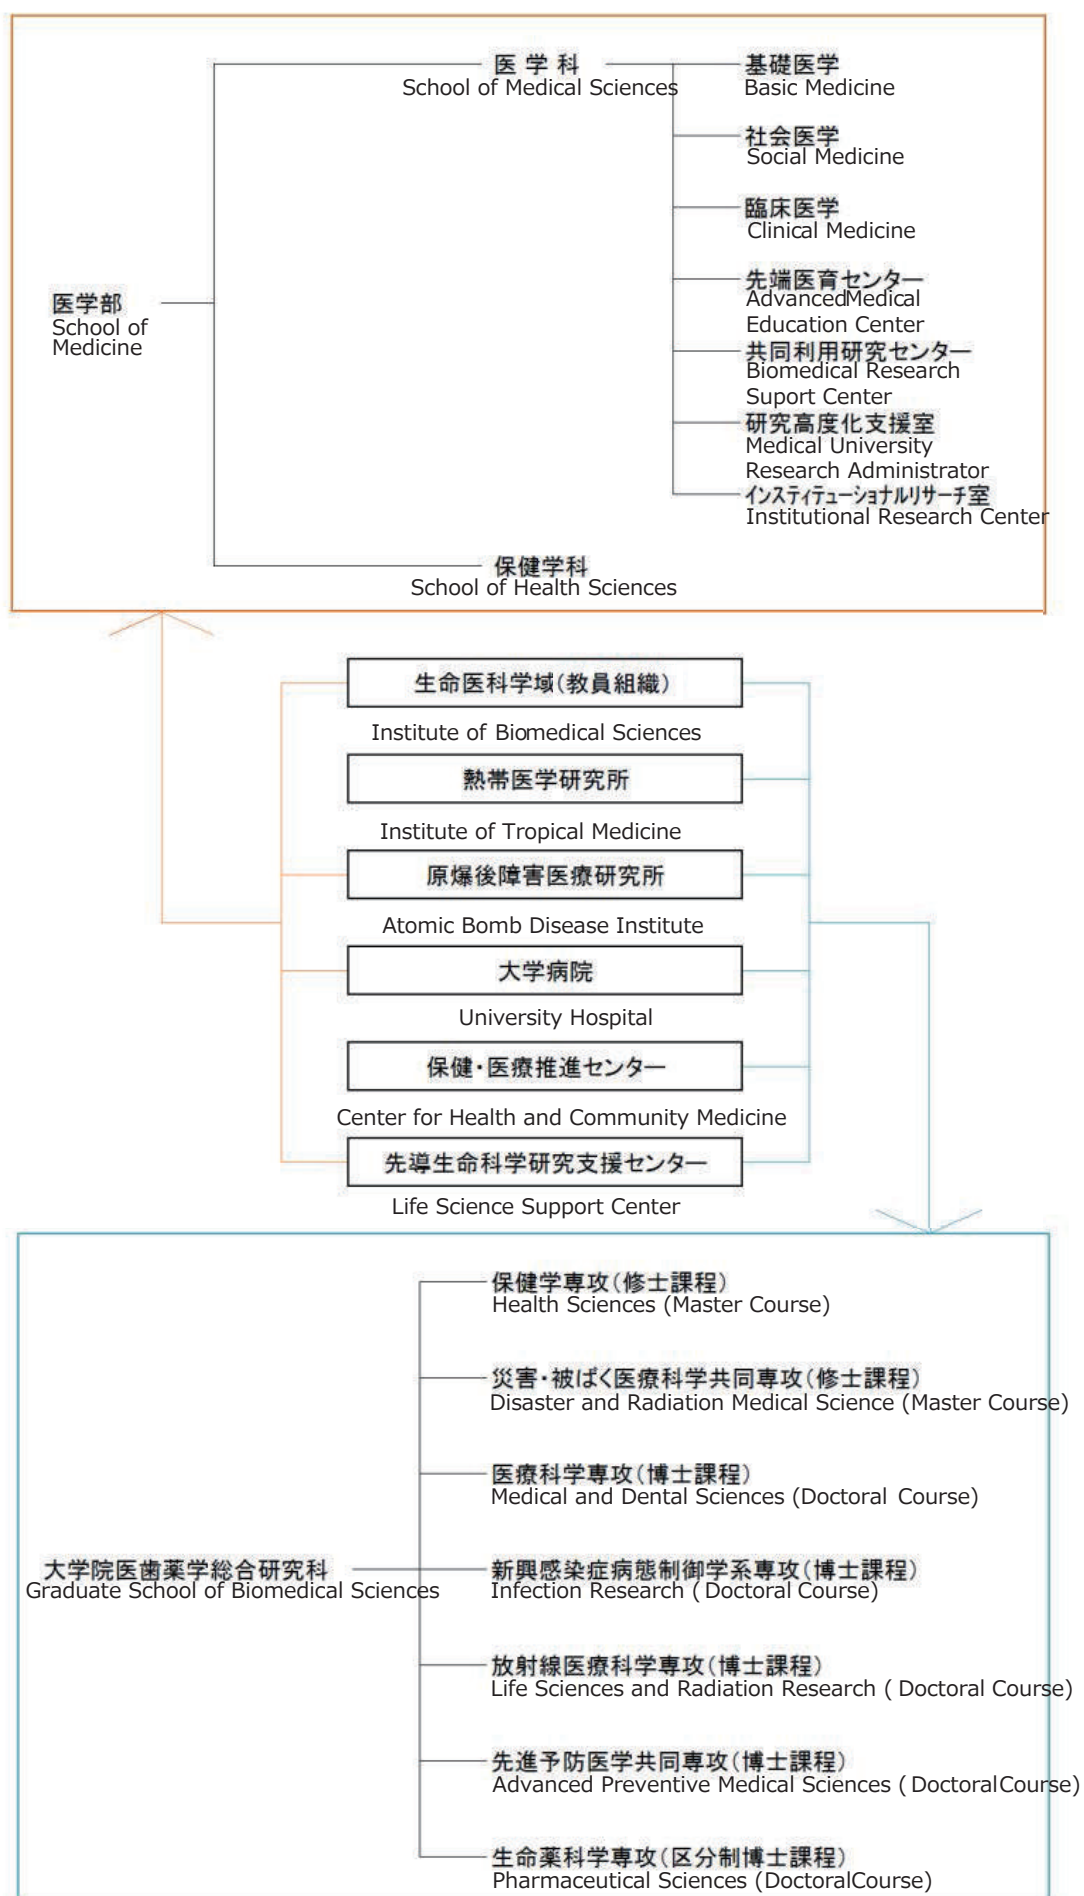 医学科
School of Medical Sciences
基礎医学
Basic Medicine
社会医学
Social Medicine
臨床医学
Clinical Medicine
先端医育センター
AdvancedMedical
Education Center
共同利用研究センター
Biomedical Research
Suport Center
研究高度化支援室
Medical University
Research Administrator
インスティテューショナルリサーチ室
Institutional Research Center
医学部
School of
Medicine
保健学科
School of Health Sciences
生命医科学域(教員組織)
Institute of Biomedical Sciences
熱帯医学研究所
Institute of Tropical Medicine
原爆後障害医療研究所
Atomic Bomb Disease Institute
大学病院
University Hospital
保健・医療推進センター
Center for Health and Community Medicine
先導生命科学研究支援センター
Life Science Support Center
保健学専攻(修士課程)
Health Sciences (Master Course)
災害・被ばく医療科学共同専攻(修士課程)
Disaster and Radiation Medical Science (Master Course)
医療科学専攻(博士課程)
Medical and Dental Sciences (Doctoral Course)
大学院医歯薬学総合研究科
Graduate School of Biomedical Sciences
新興感染症病態制御学系専攻(博士課程)
Infection Research ( Doctoral Course)
放射線医療科学専攻(博士課程)
Life Sciences and Radiation Research ( Doctoral Course)
先進予防医学共同専攻(博士課程)
Advanced Preventive Medical Sciences ( DoctoralCourse)
生命薬科学専攻(区分制博士課程)
Pharmaceutical Sciences (DoctoralCourse)